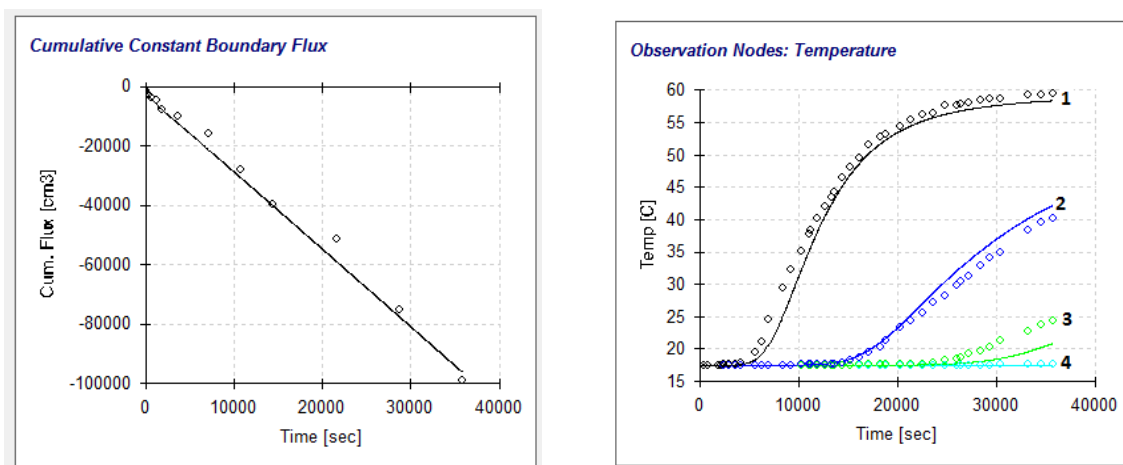 Cumulative Constant Boundary Flux
0
-20000
-40000
-60000
-80000
-100000
Cum. Flux [cm3]
0 10000 20000 30000 40000
Time [sec]
Observation Nodes: Temperature
60
55
50
45
40
35
30
25
20
15
Temp [C]
1
2
3
4
0 10000 20000 30000 40000
Time [sec]